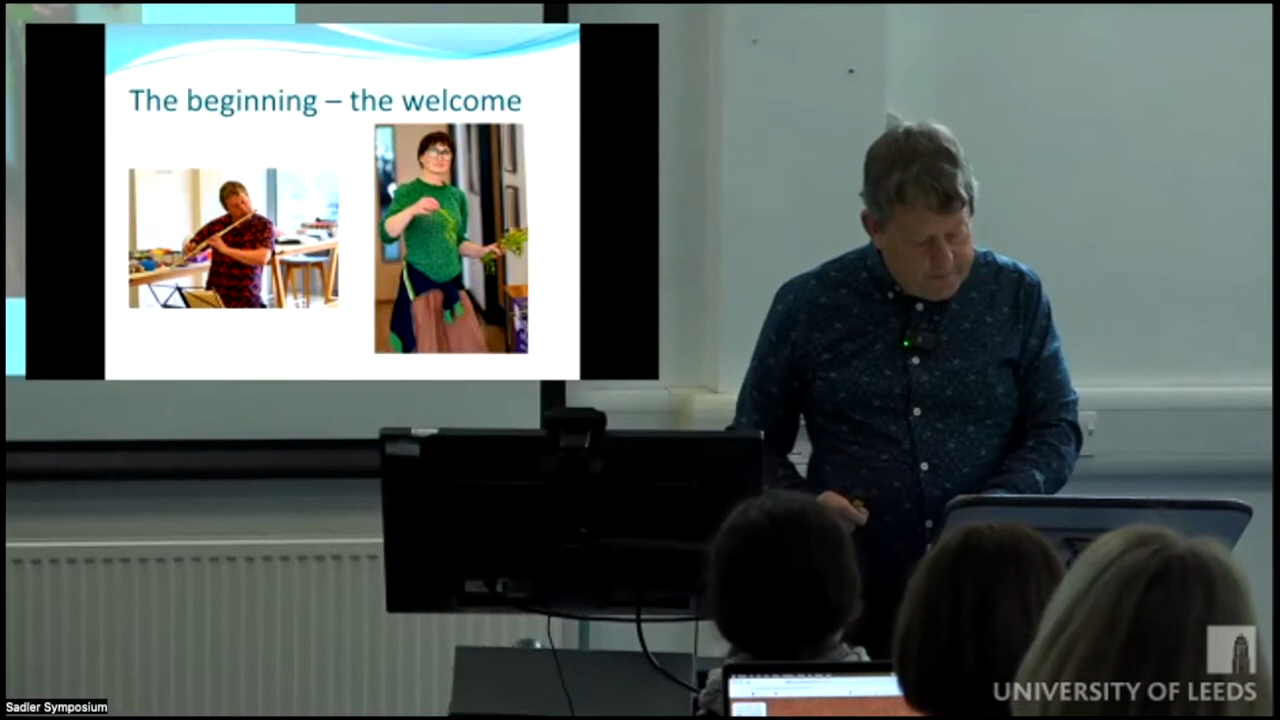 The beginning – the welcome
UNIVERSITY OF LEEDS
Sadler Symposium